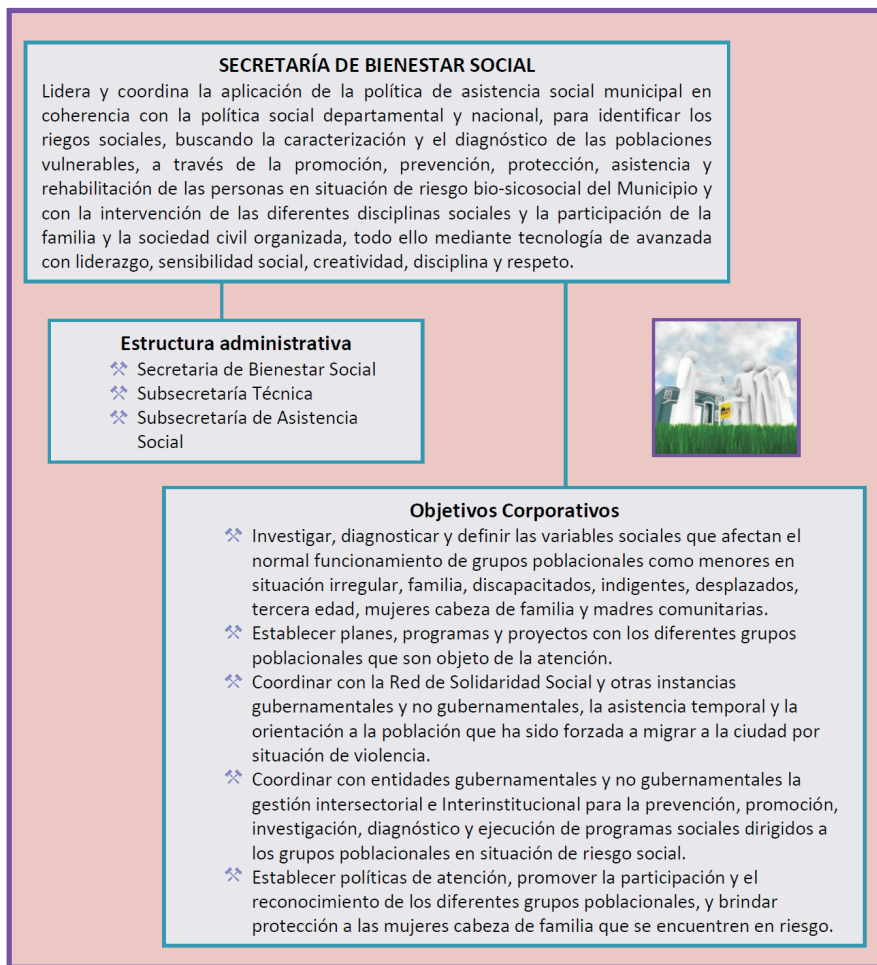 SECRETARÍA DE BIENESTAR SOCIAL
Lidera y coordina la aplicación de la política de asistencia social municipal en
coherencia con la política social departamental y nacional, para identificar los
riegos sociales, buscando la caracterización y el diagnóstico de las poblaciones
vulnerables, a través de la promoción, prevención, protección, asistencia y
rehabilitación de las personas en situación de riesgo bio-sicosocial del Municipio y
con la intervención de las diferentes disciplinas sociales y la participación de la
familia y la sociedad civil organizada, todo ello mediante tecnología de avanzada
con liderazgo, sensibilidad social, creatividad, disciplina y respeto.
Estructura administrativa
Secretaria de Bienestar Social
Subsecretaría Técnica
Subsecretaría de Asistencia
Social
Objetivos Corporativos
Investigar, diagnosticar y definir las variables sociales que afectan el
normal funcionamiento de grupos poblacionales como menores en
situación irregular, familia, discapacitados, indigentes, desplazados,
tercera edad, mujeres cabeza de familia y madres comunitarias.
Establecer planes, programas y proyectos con los diferentes grupos
poblacionales que son objeto de la atención.
Coordinar con la Red de Solidaridad Social y otras instancias
gubernamentales y no gubernamentales, la asistencia temporal y la
orientación a la población que ha sido forzada a migrar a la ciudad por
situación de violencia.
Coordinar con entidades gubernamentales y no gubernamentales la
gestión intersectorial e Interinstitucional para la prevención, promoción,
investigación, diagnóstico y ejecución de programas sociales dirigidos a
los grupos poblacionales en situación de riesgo social.
Establecer políticas de atención, promover la participación y el
reconocimiento de los diferentes grupos poblacionales, y brindar
protección a las mujeres cabeza de familia que se encuentren en riesgo.